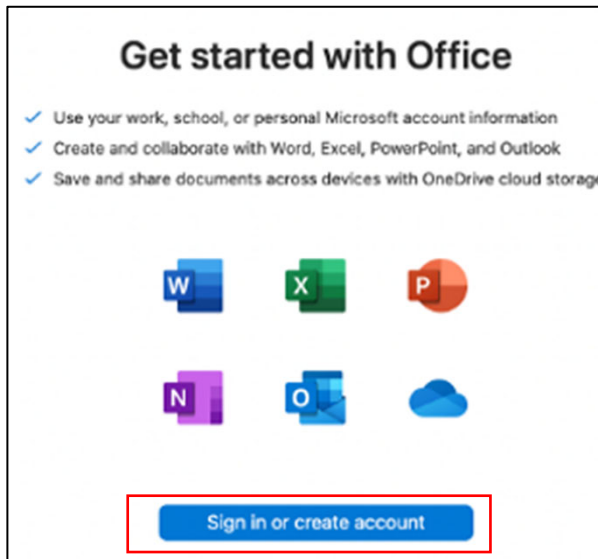 Get started with Office
Use your work, school, or personal Microsoft account information
Create and collaborate with Word, Excel, PowerPoint, and Outlook
Save and share documents across devices with OneDrive cloud storage
W X P
N O
Sign in or create account